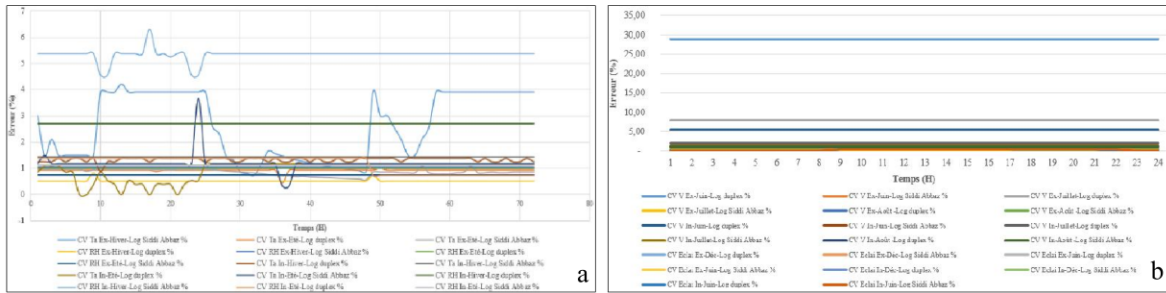 7
6
5
4
3
2
1
0
-1
0 10 20 30 40 50 60 70 80
Erreur (%)
Temps (H)
CV Ta Ex-Hiver-Log Siddi Abbaz %
CV Ta Ex-Eté-Log duplex %
CV Ta Ex-Eté-Log Siddi Abbaz %
CV RH Ex-Hiver-Log duplex %
CV RH Ex-Hiver-Log Siddi Abbaz %
CV RH Ex-Eté-Log duplex %
CV RH Ex-Eté-Log Siddi Abbaz %
CV Ta In-Hiver-Log duplex %
CV Ta In-Hiver-Log Siddi Abbaz %
CV Ta In-Eté-Log duplex %
CV Ta In-Eté-Log Siddi Abbaz %
CV RH In-Hiver-Log duplex %
CV RH In-Hiver-Log Siddi Abbaz %
CV RH In-Eté-Log duplex %
CV RH In-Eté-Log Siddi Abbaz %
a
35,00
30,00
25,00
20,00
15,00
10,00
5,00
-
1 2 3 4 5 6 7 8 9 10 11 12 13 14 15 16 17 18 19 20 21 22 23 24
Erreur (%)
Temps (H)
CV V Ex-Juin-Log duplex %
CV V Ex-Juin-Log Siddi Abbaz %
CV V Ex-Juillet-Log duplex %
CV V Ex-Juillet-Log Siddi Abbaz %
CV V Ex-Août -Log duplex %
CV V Ex-Août -Log Siddi Abbaz %
CV V In-Juin-Log duplex %
CV V In-Juin-Log Siddi Abbaz %
CV V In-Juillet-Log duplex %
CV V In-Juillet-Log Siddi Abbaz %
CV V In-Août -Log duplex %
CV V In-Août-Log Siddi Abbaz %
CV Eclai Ex-Déc-Log duplex %
CV Eclai Ex-Déc-Log Siddi Abbaz %
CV Eclai Ex-Juin-Log duplex %
CV Eclai Ex-Juin-Log Siddi Abbaz %
CV Eclai In-Déc-Log duplex %
CV Eclai In-Déc-Log Siddi Abbaz %
CV Eclai In-Juin-Log duplex %
CV Eclai In-Juin-Log Siddi Abbaz %
b